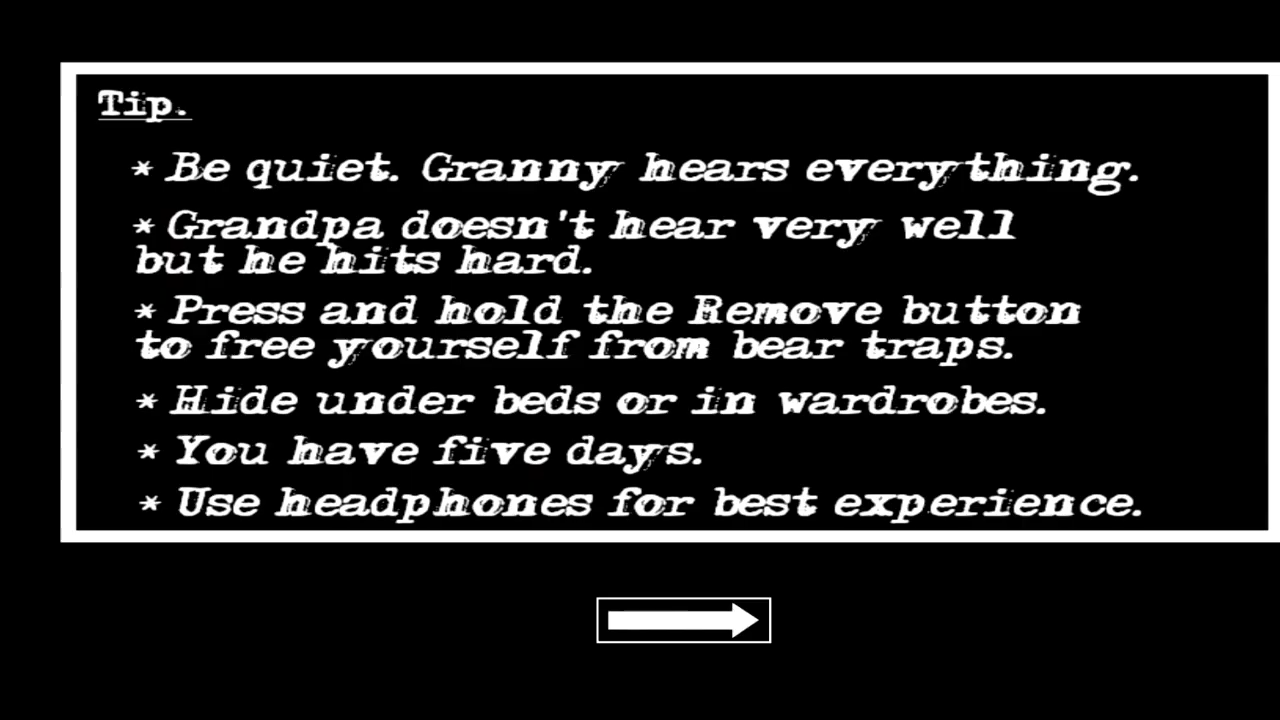 Tip.
* Be quiet. Granny hears everything.
* Grandpa doesn't hear very well
but he hits hard.
* Press and hold the Remove button
to free yourself from bear traps.
* Hide under beds or in wardrobes.
* You have five days.
* Use headphones for best experience.